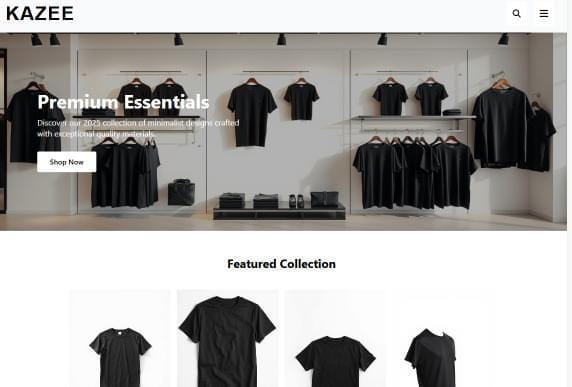 KAZEE
Premium Essentials
Discover our 2025 collection of minimalist designs crafted
with exceptional quality materials.
Shop Now
Featured Collection